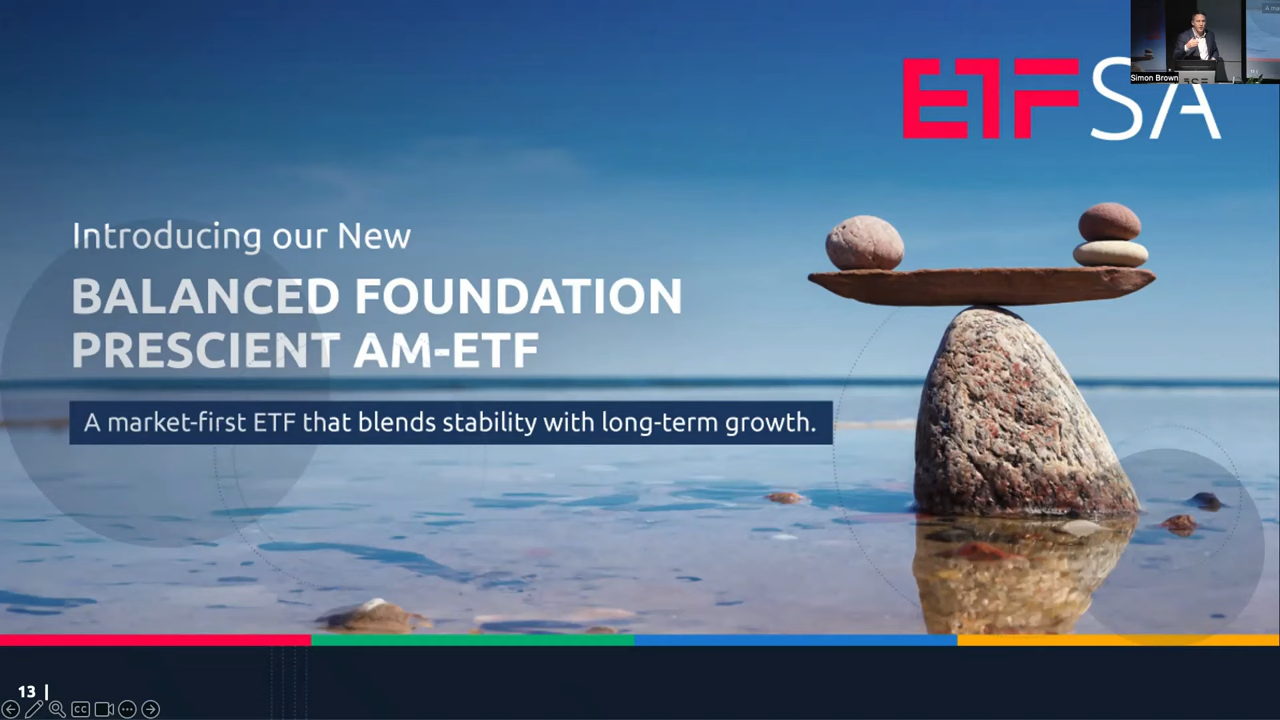 Simon Brown
ETFSA
Introducing our New
BALANCED FOUNDATION
PRESCIENT AM-ETF
A market-first ETF that blends stability with long-term growth.
13 |
CC